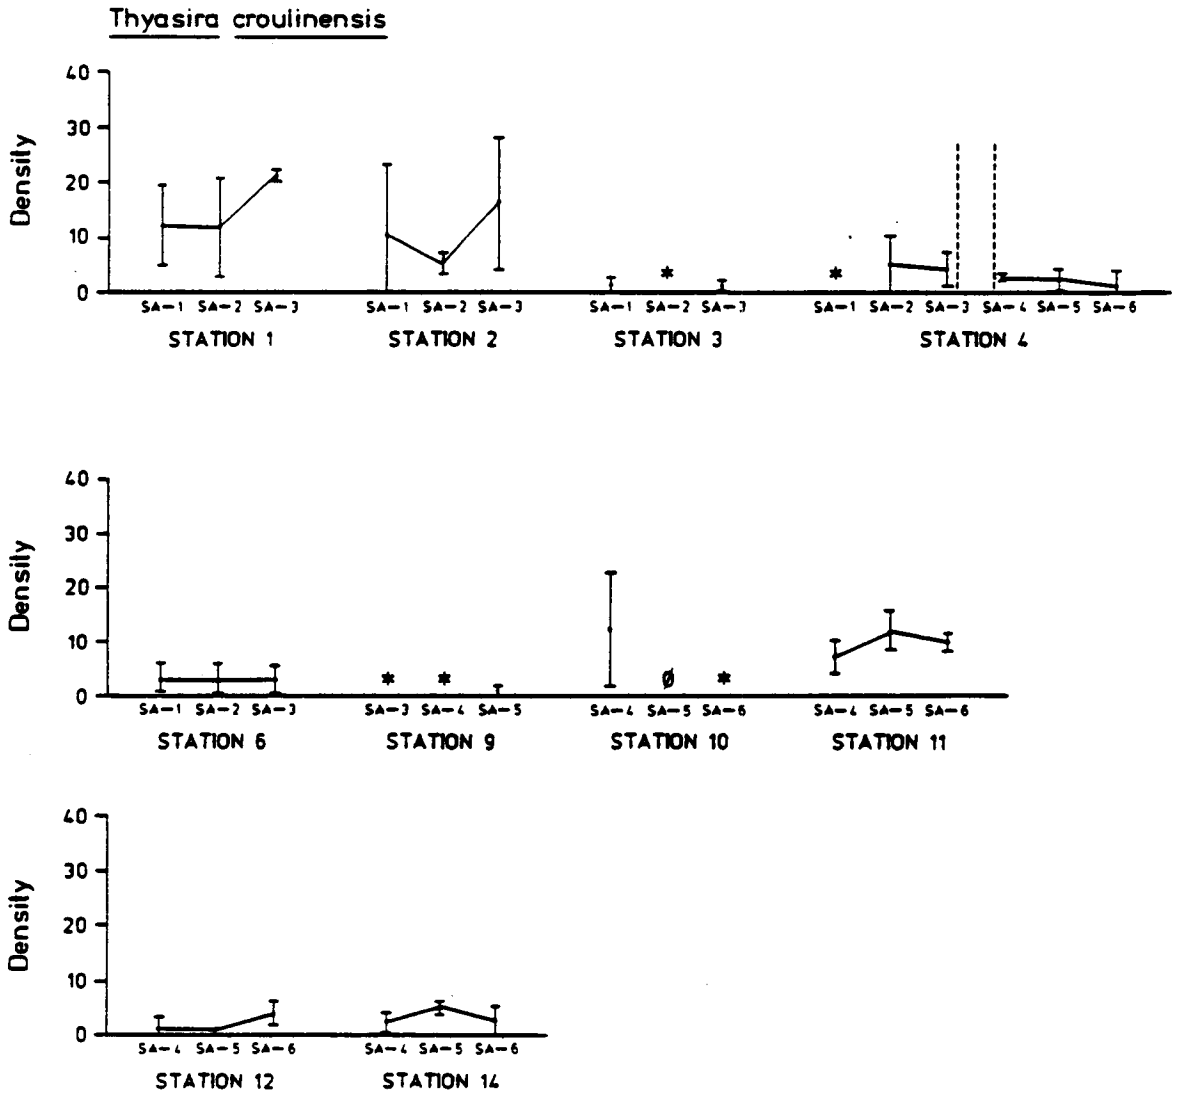 Thyasira croulinensis
Density
40
30
20
10
0
* *
SA-1 SA-2 SA-3 SA-1 SA-2 SA-3 SA-1 SA-2 SA-3 SA-1 SA-2 SA-3 SA-4 SA-5 SA-6
STATION 1 STATION 2 STATION 3 STATION 4
Density
40
30
20
10
0
* * Ø *
SA-1 SA-2 SA-3 SA-3 SA-4 SA-5 SA-4 SA-5 SA-6 SA-4 SA-5 SA-6
STATION 6 STATION 9 STATION 10 STATION 11
Density
40
30
20
10
0
SA-4 SA-5 SA-6 SA-4 SA-5 SA-6
STATION 12 STATION 14